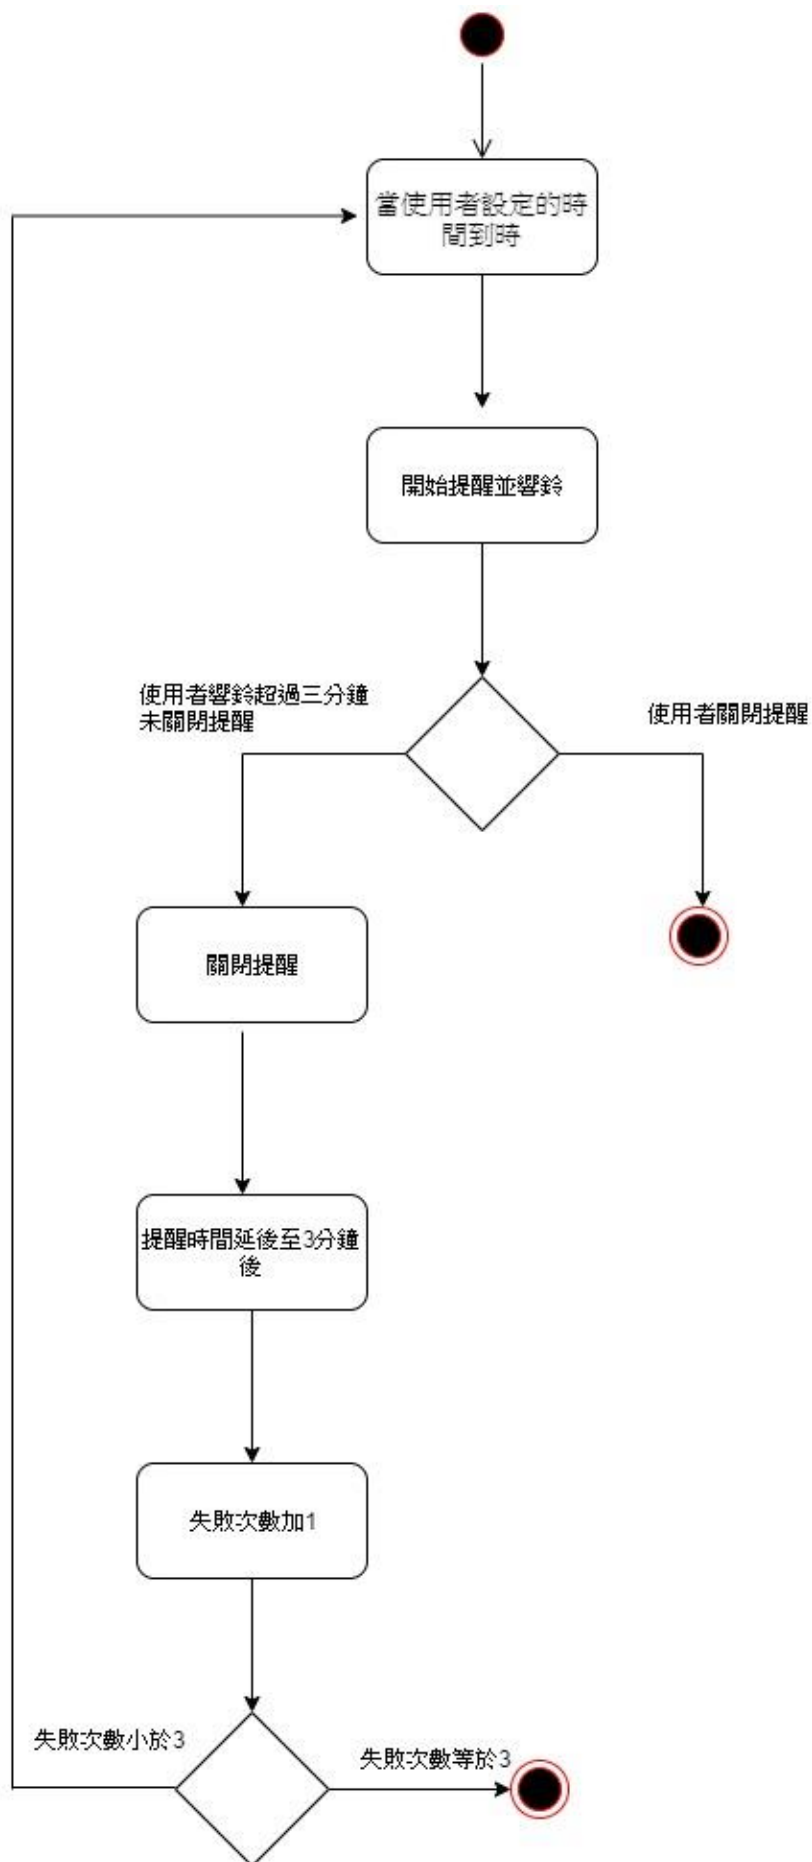 當使用者設定的時
間到時
開始提醒並響鈴
使用者響鈴超過三分鐘
未關閉提醒
使用者關閉提醒
關閉提醒
提醒時間延後至3分鐘
後
失敗次數加1
失敗次數小於3
失敗次數等於3